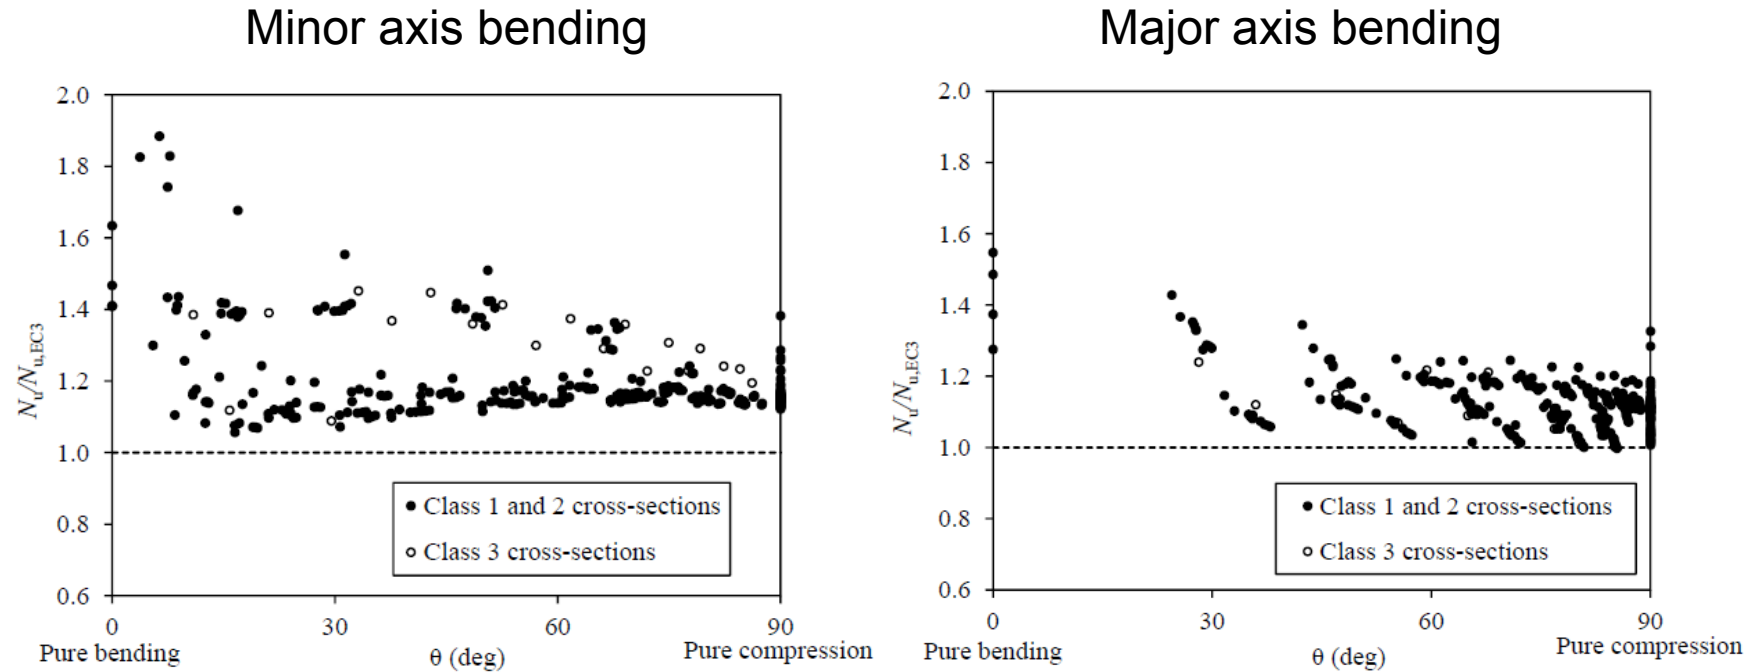 Minor axis bending
2.0
1.8
1.6
1.4
1.2
1.0
0.8
0.6
Nu/Nu,EC3
Class 1 and 2 cross-sections
Class 3 cross-sections
0
30
60
90
Pure bending
θ (deg)
Pure compression
Major axis bending
2.0
1.8
1.6
1.4
1.2
1.0
0.8
0.6
Nu/Nu,EC3
Class 1 and 2 cross-sections
Class 3 cross-sections
0
30
60
90
Pure bending
θ (deg)
Pure compression